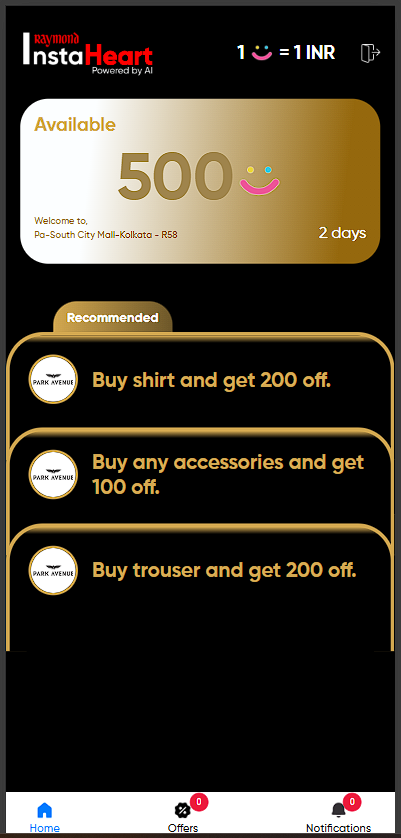 Raymond
InstaHeart
Powered by AI
1 = 1 INR
Available
500
Welcome to,
Pa-South City Mall-Kolkata - R58
2 days
Recommended
PARK AVENUE
Buy shirt and get 200 off.
PARK AVENUE
Buy any accessories and get
100 off.
PARK AVENUE
Buy trouser and get 200 off.
0
0
Home
Offers
Notifications